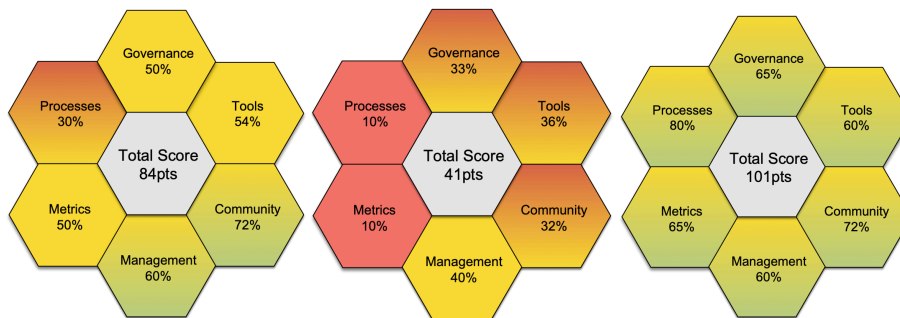 Governance
50%
Processes
30%
Tools
54%
Total Score
84pts
Metrics
50%
Community
72%
Management
60%
Governance
33%
Processes
10%
Tools
36%
Total Score
41pts
Metrics
10%
Community
32%
Management
40%
Governance
65%
Processes
80%
Tools
60%
Total Score
101pts
Metrics
65%
Community
72%
Management
60%